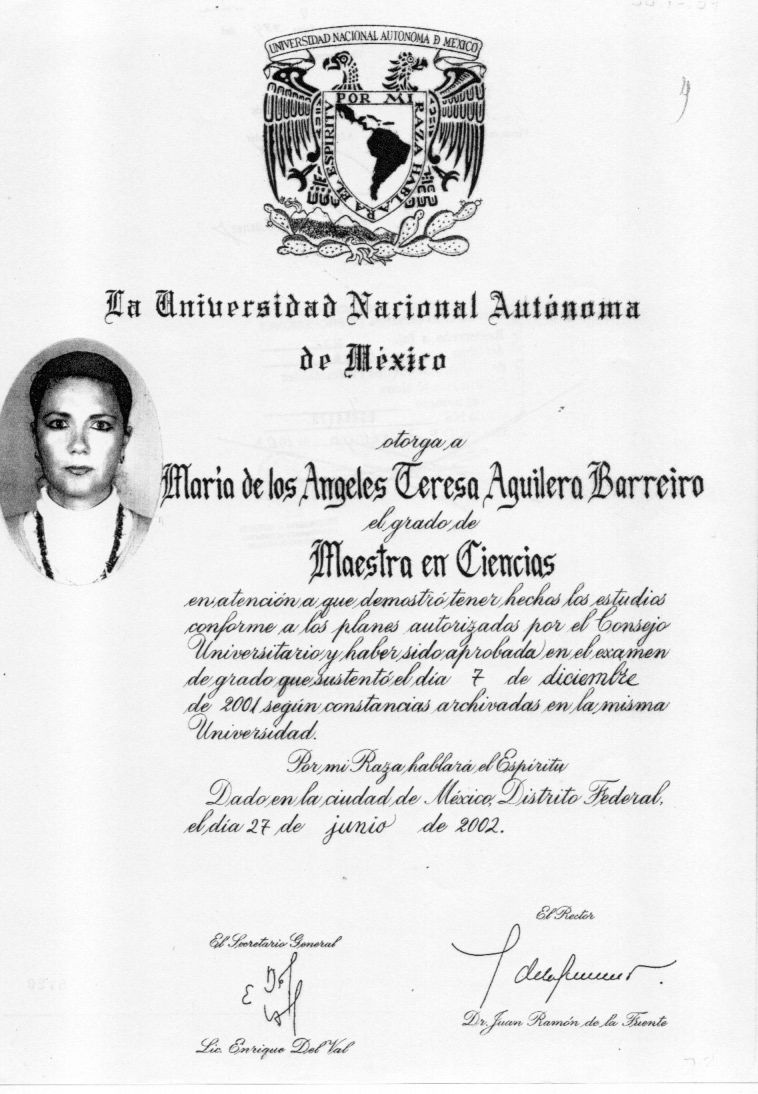 UNIVERSIDAD NACIONAL AUTONOMA D MEXICO
POR MI RAZA HABLARA EL ESPIRITU
La Universidad Nacional Autónoma
de México
otorga a
María de los Angeles Teresa Aguilera Barreiro
el grado de
Maestra en Ciencias
en atención a que demostró tener hechos los estudios
conforme a los planes autorizados por el Consejo
Universitario y haber sido aprobada en el examen
de grado que sustentó el día 7 de diciembre
de 2001 según constancias archivadas en la misma
Universidad.
Por mi Raza hablará el Espíritu
Dado en la ciudad de México, Distrito Federal,
el día 27 de junio de 2002.
El Rector
El Secretario General
Dr. Juan Ramón de la Fuente
Lic. Enrique Del Val